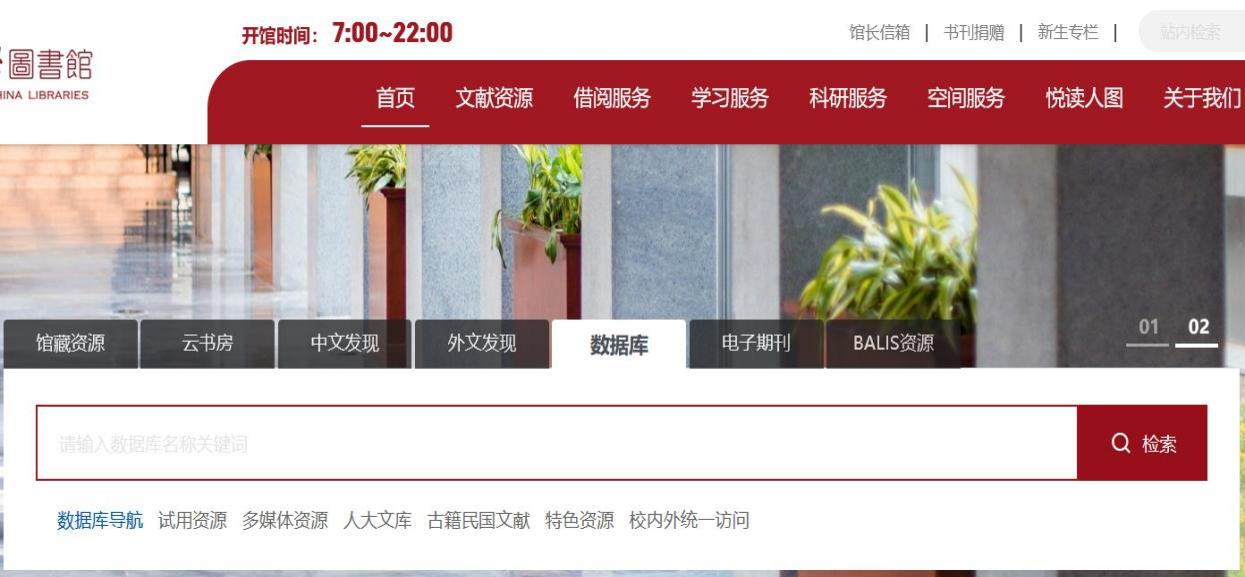 开馆时间： 7:00~22:00
馆长信箱 | 书刊捐赠 | 新生专栏 |
站内检索
圖書館
INA LIBRARIES
首页 文献资源 借阅服务 学习服务 科研服务 空间服务 悦读人图 关于我们
01 02
馆藏资源 云书房 中文发现 外文发现 数据库 电子期刊 BALIS资源
请输入数据库名称关键词
检索
数据库导航 试用资源 多媒体资源 人大文库 古籍民国文献 特色资源 校内外统一访问